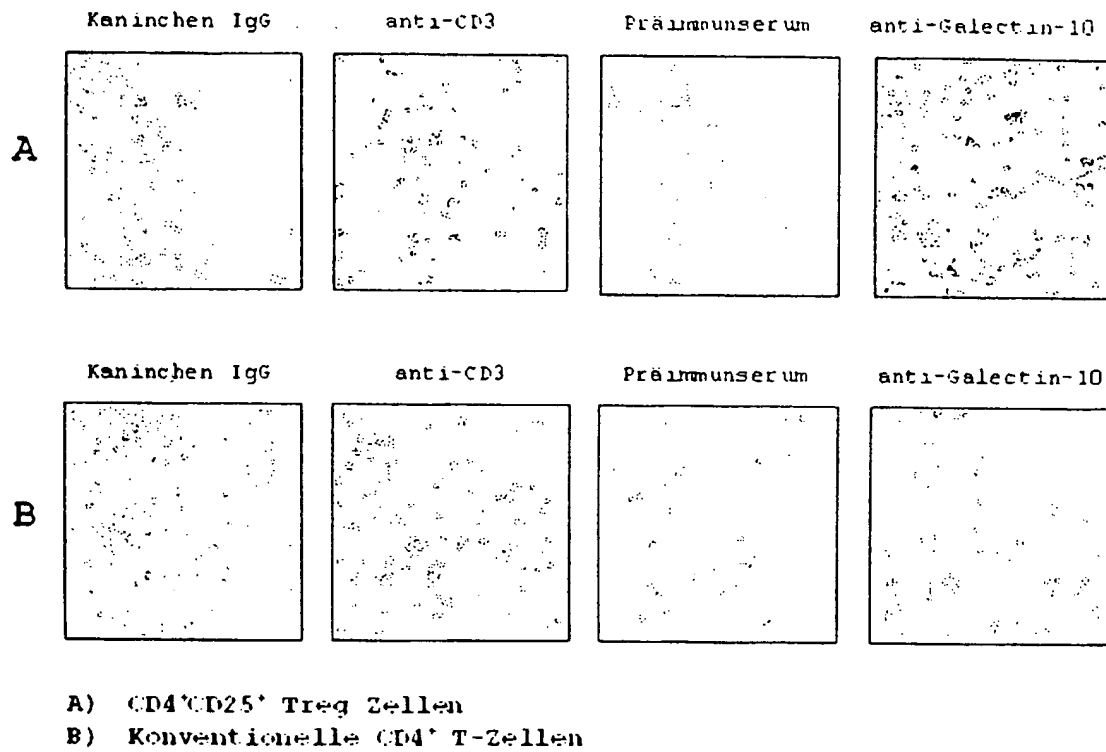 Kaninchen IgG anti-CD3 Präimmunserum anti-Galectin-10
A
Kaninchen IgG anti-CD3 Präimmunserum anti-Galectin-10
B
A) CD4⁺CD25⁺ Treg Zellen
B) Konventionelle CD4⁺ T-Zellen